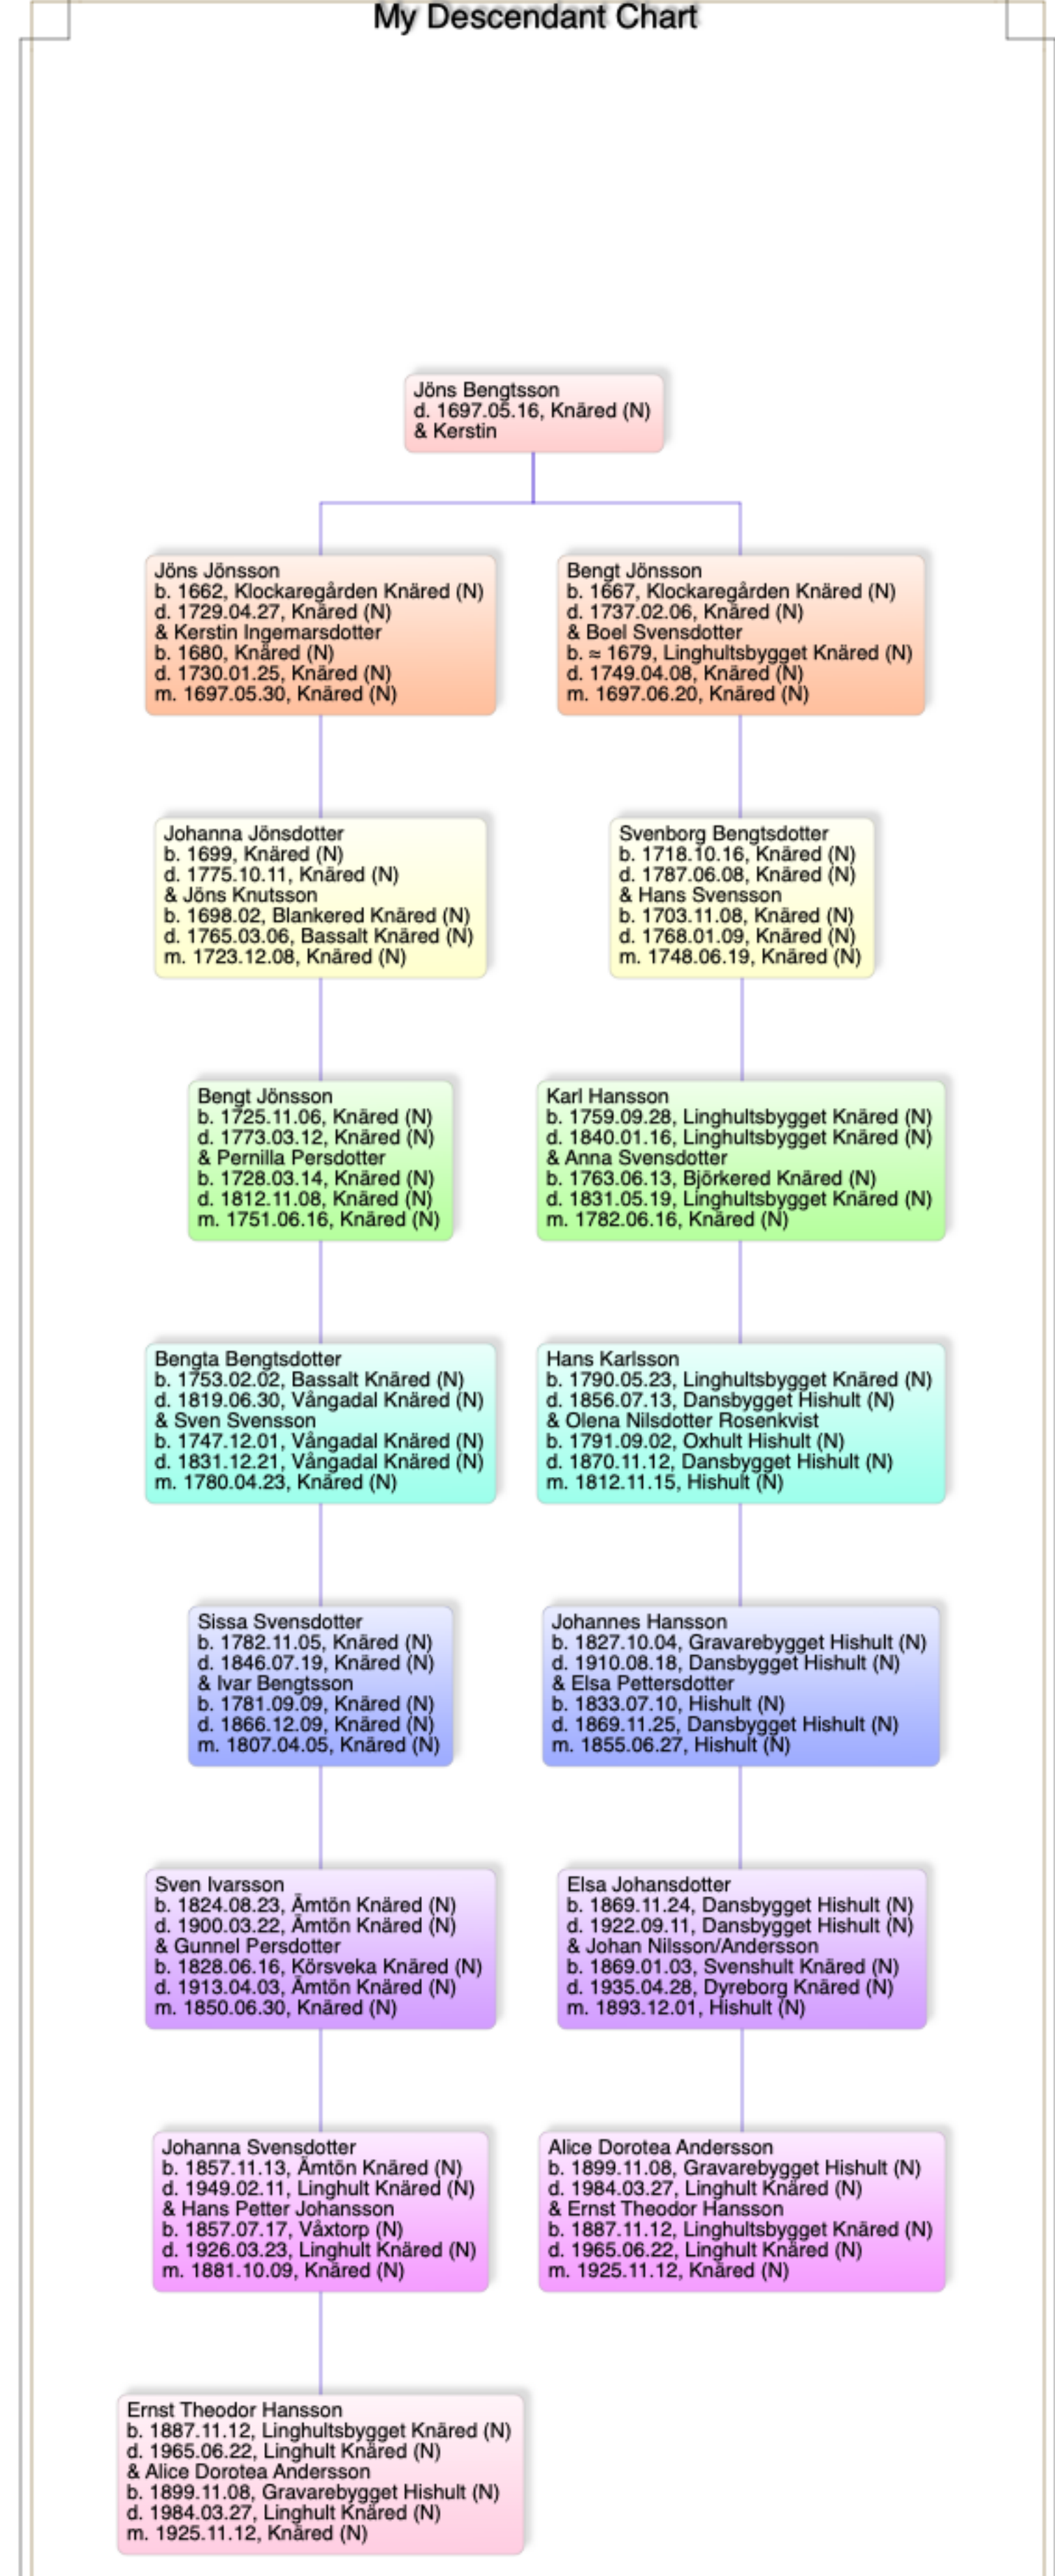 My Descendant Chart
Jöns Bengtsson
d. 1697.05.16, Knäred (N)
& Kerstin
Jöns Jönsson
b. 1662, Klockaregården Knäred (N)
d. 1729.04.27, Knäred (N)
& Kerstin Ingemarsdotter
b. 1680, Knäred (N)
d. 1730.01.25, Knäred (N)
m. 1697.05.30, Knäred (N)
Bengt Jönsson
b. 1667, Klockaregården Knäred (N)
d. 1737.02.06, Knäred (N)
& Boel Svensdotter
b. ≈ 1679, Linghultsbygget Knäred (N)
d. 1749.04.08, Knäred (N)
m. 1697.06.20, Knäred (N)
Johanna Jönsdotter
b. 1699, Knäred (N)
d. 1775.10.11, Knäred (N)
& Jöns Knutsson
b. 1698.02, Blankered Knäred (N)
d. 1765.03.06, Bassalt Knäred (N)
m. 1723.12.08, Knäred (N)
Svenborg Bengtsdotter
b. 1718.10.16, Knäred (N)
d. 1787.06.08, Knäred (N)
& Hans Svensson
b. 1703.11.08, Knäred (N)
d. 1768.01.09, Knäred (N)
m. 1748.06.19, Knäred (N)
Bengt Jönsson
b. 1725.11.06, Knäred (N)
d. 1773.03.12, Knäred (N)
& Pernilla Persdotter
b. 1728.03.14, Knäred (N)
d. 1812.11.08, Knäred (N)
m. 1751.06.16, Knäred (N)
Karl Hansson
b. 1759.09.28, Linghultsbygget Knäred (N)
d. 1840.01.16, Linghultsbygget Knäred (N)
& Anna Svensdotter
b. 1763.06.13, Björkered Knäred (N)
d. 1831.05.19, Linghultsbygget Knäred (N)
m. 1782.06.16, Knäred (N)
Bengta Bengtsdotter
b. 1753.02.02, Bassalt Knäred (N)
d. 1819.06.30, Vångadal Knäred (N)
& Sven Svensson
b. 1747.12.01, Vångadal Knäred (N)
d. 1831.12.21, Vångadal Knäred (N)
m. 1780.04.23, Knäred (N)
Hans Karlsson
b. 1790.05.23, Linghultsbygget Knäred (N)
d. 1856.07.13, Dansbygget Hishult (N)
& Olena Nilsdotter Rosenkvist
b. 1791.09.02, Oxhult Hishult (N)
d. 1870.11.12, Dansbygget Hishult (N)
m. 1812.11.15, Hishult (N)
Sissa Svensdotter
b. 1782.11.05, Knäred (N)
d. 1846.07.19, Knäred (N)
& Ivar Bengtsson
b. 1781.09.09, Knäred (N)
d. 1866.12.09, Knäred (N)
m. 1807.04.05, Knäred (N)
Johannes Hansson
b. 1827.10.04, Gravarebygget Hishult (N)
d. 1910.08.18, Dansbygget Hishult (N)
& Elsa Pettersdotter
b. 1833.07.10, Hishult (N)
d. 1869.11.25, Dansbygget Hishult (N)
m. 1855.06.27, Hishult (N)
Sven Ivarsson
b. 1824.08.23, Ämtön Knäred (N)
d. 1900.03.22, Ämtön Knäred (N)
& Gunnel Persdotter
b. 1828.06.16, Körsveka Knäred (N)
d. 1913.04.03, Ämtön Knäred (N)
m. 1850.06.30, Knäred (N)
Elsa Johansdotter
b. 1869.11.24, Dansbygget Hishult (N)
d. 1922.09.11, Dansbygget Hishult (N)
& Johan Nilsson/Andersson
b. 1869.01.03, Svenshult Knäred (N)
d. 1935.04.28, Dyreborg Knäred (N)
m. 1893.12.01, Hishult (N)
Johanna Svensdotter
b. 1857.11.13, Ämtön Knäred (N)
d. 1949.02.11, Linghult Knäred (N)
& Hans Petter Johansson
b. 1857.07.17, Våxtorp (N)
d. 1926.03.23, Linghult Knäred (N)
m. 1881.10.09, Knäred (N)
Alice Dorotea Andersson
b. 1899.11.08, Gravarebygget Hishult (N)
d. 1984.03.27, Linghult Knäred (N)
& Ernst Theodor Hansson
b. 1887.11.12, Linghultsbygget Knäred (N)
d. 1965.06.22, Linghult Knäred (N)
m. 1925.11.12, Knäred (N)
Ernst Theodor Hansson
b. 1887.11.12, Linghultsbygget Knäred (N)
d. 1965.06.22, Linghult Knäred (N)
& Alice Dorotea Andersson
b. 1899.11.08, Gravarebygget Hishult (N)
d. 1984.03.27, Linghult Knäred (N)
m. 1925.11.12, Knäred (N)